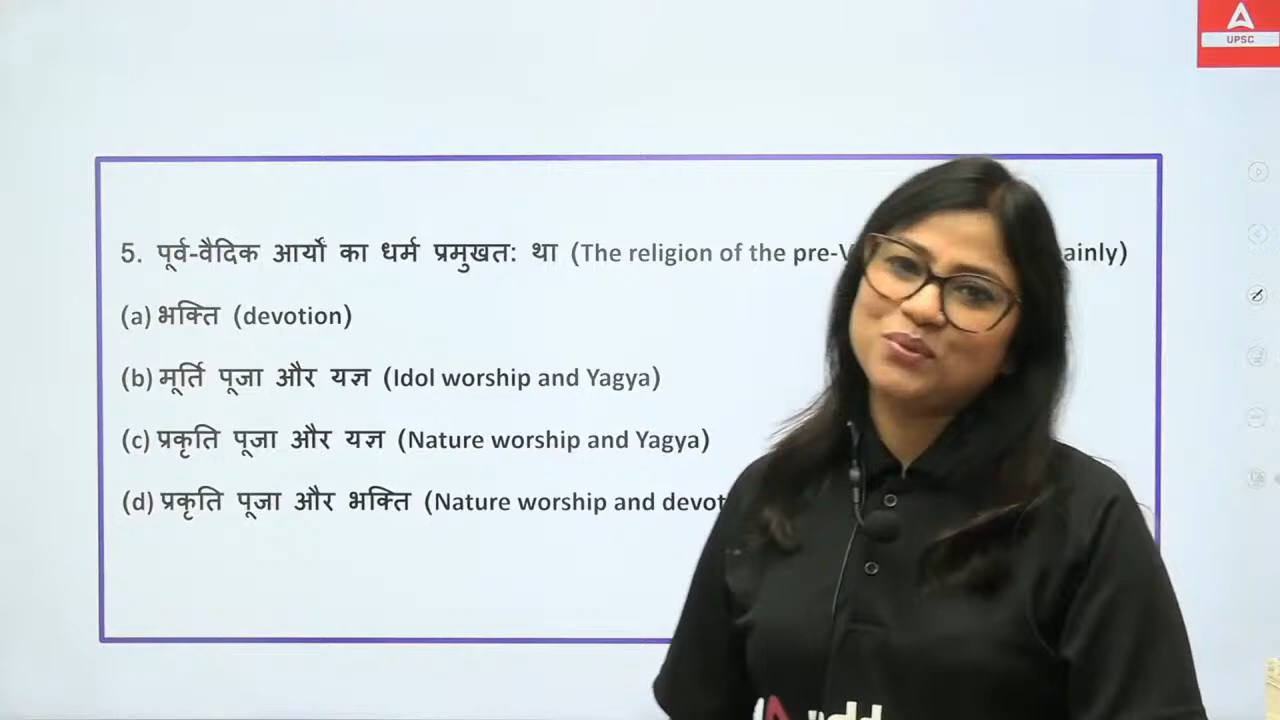 UPSC
5. पूर्व-वैदिक आर्यों का धर्म प्रमुखत: था (The religion of the pre-V ainly)
(a) भक्ति (devotion)
(b) मूर्ति पूजा और यज्ञ (Idol worship and Yagya)
(c) प्रकृति पूजा और यज्ञ (Nature worship and Yagya)
(d) प्रकृति पूजा और भक्ति (Nature worship and devot